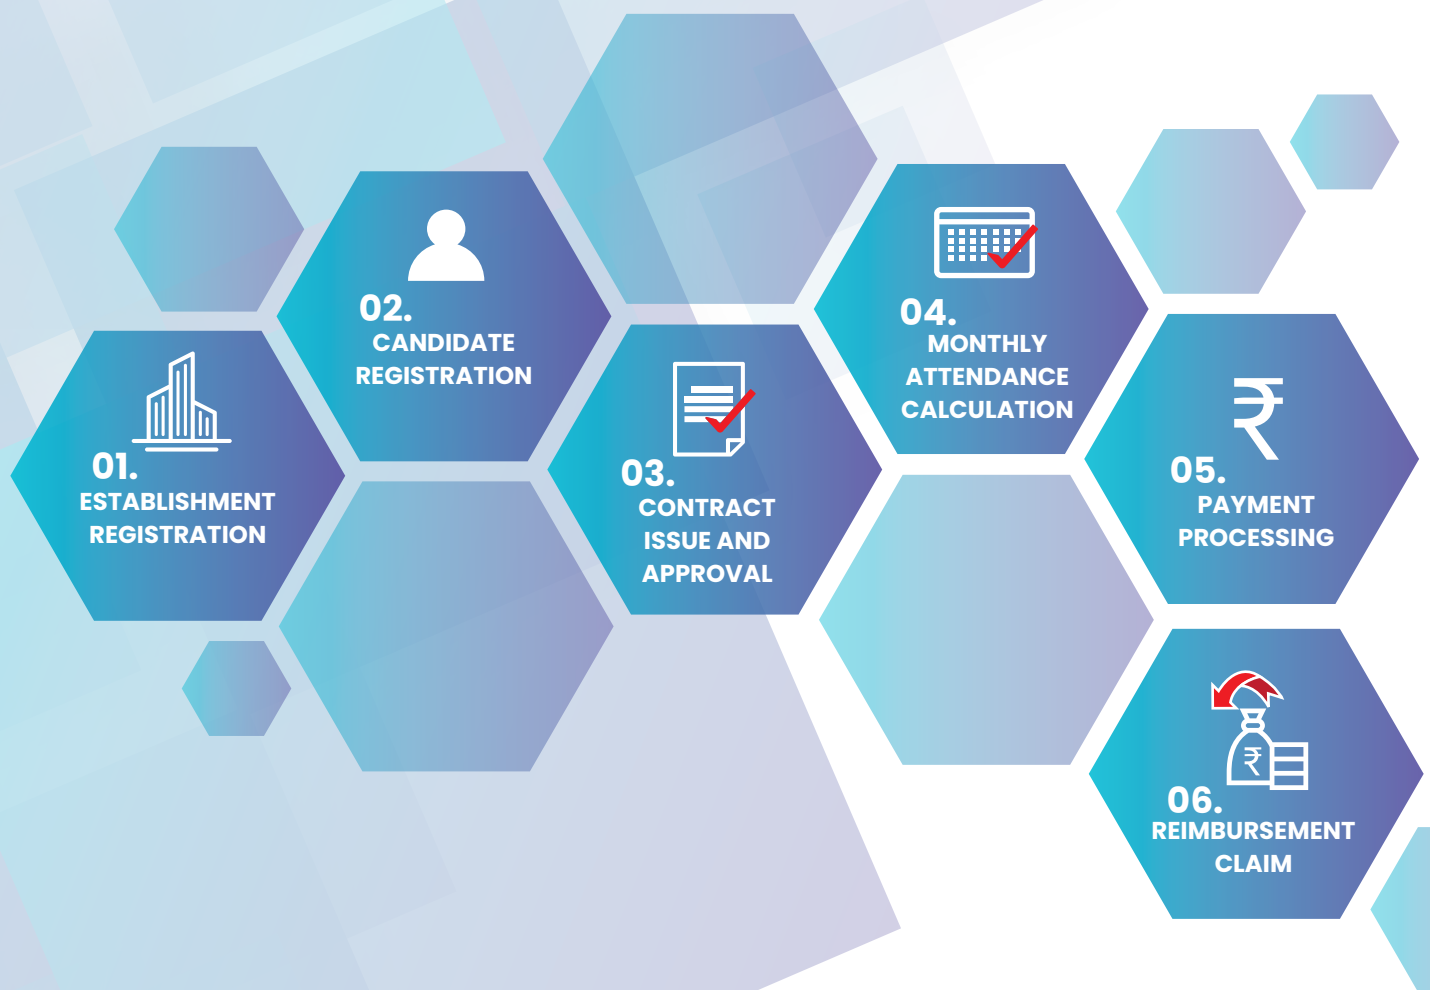 01.
ESTABLISHMENT
REGISTRATION
02.
CANDIDATE
REGISTRATION
03.
CONTRACT
ISSUE AND
APPROVAL
04.
MONTHLY
ATTENDANCE
CALCULATION
₹
05.
PAYMENT
PROCESSING
₹
06.
REIMBURSEMENT
CLAIM